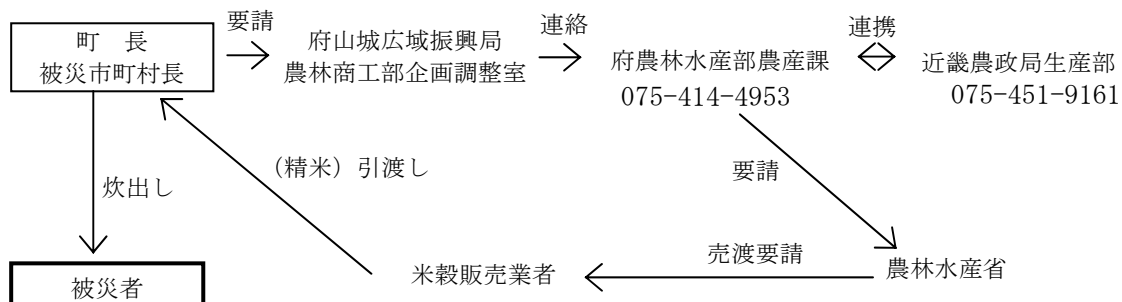 町　長
被災市町村長
要請
府山城広域振興局
農林商工部企画調整室
連絡
府農林水産部農産課
075-414-4953
連携
近畿農政局生産部
075-451-9161
炊出し
(精米) 引渡し
要請
被災者
米穀販売業者
売渡要請
農林水産省